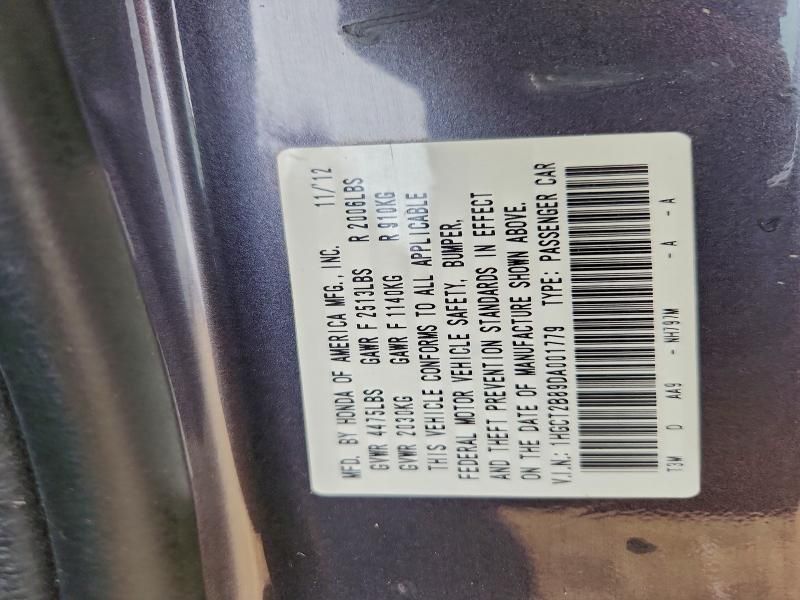 MFD. BY HONDA OF AMERICA MFG., INC. 11/'12
GVWR 4475LBS GAWR F 2513LBS R 2006LBS
GVWR 2030KG GAWR F 1140KG R 910KG
THIS VEHICLE CONFORMS TO ALL APPLICABLE
FEDERAL MOTOR VEHICLE SAFETY, BUMPER,
AND THEFT PREVENTION STANDARDS IN EFFECT
ON THE DATE OF MANUFACTURE SHOWN ABOVE.
V.I.N.: 1HGCT2B89DA001779 TYPE: PASSENGER CAR
T3M D AA9 - NH797M - A - A